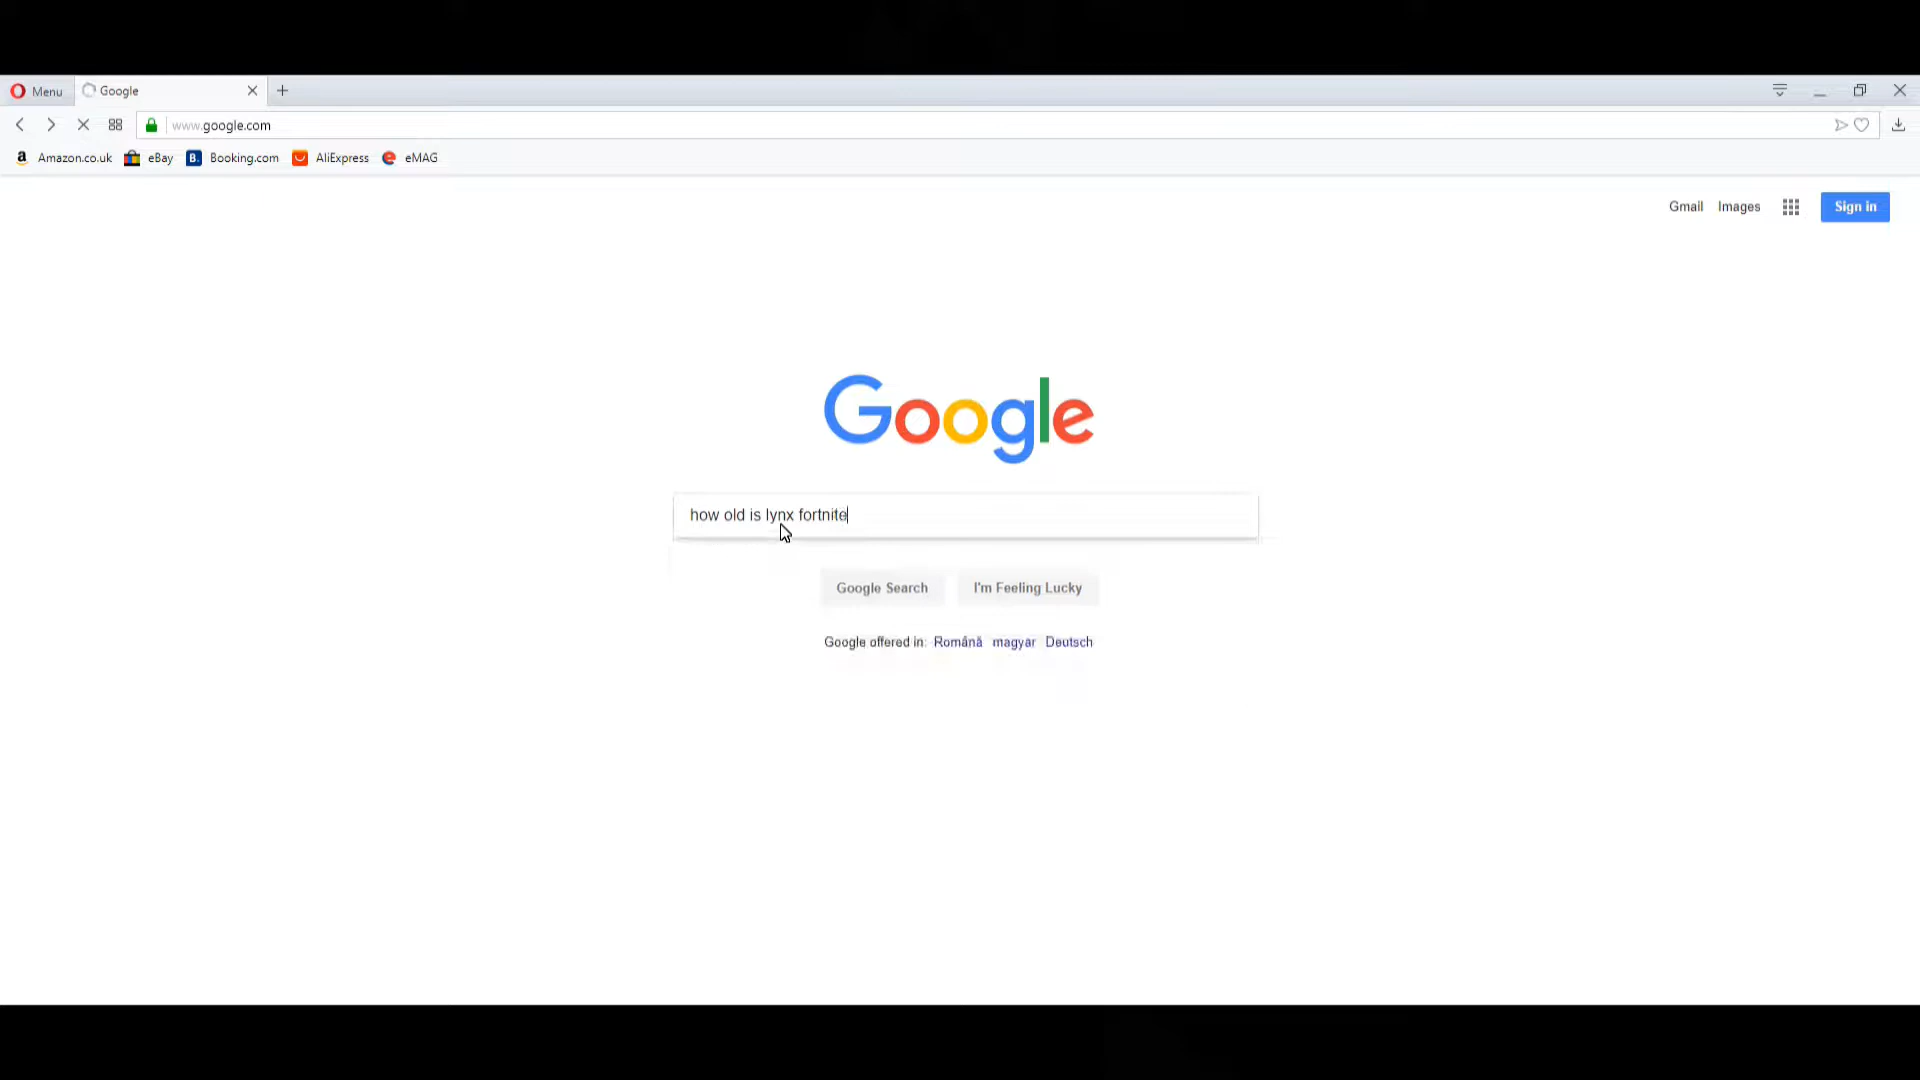 Menu
Google
www.google.com
Amazon.co.uk
eBay
B. Booking.com
AliExpress
eMAG
Gmail
Images
Sign in
Google
how old is lynx fortnite
Google Search
I'm Feeling Lucky
Google offered in: Română magyar Deutsch